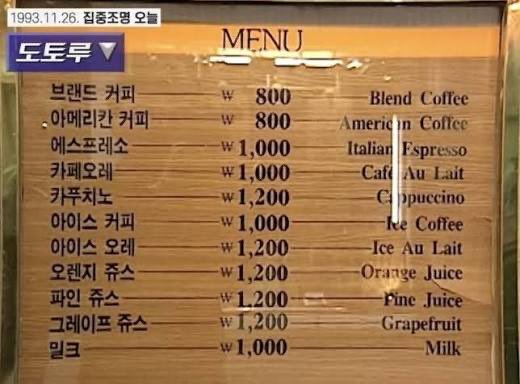 1993.11.26. 집중조명 오늘
도토루▼
MENU
브랜드 커피 ₩ 800 Blend Coffee
아메리칸 커피 ₩ 800 American Coffee
에스프레소 ₩ 1,000 Italian Espresso
카페오레 ₩ 1,000 Café Au Lait
카푸치노 ₩ 1,200 Cappuccino
아이스 커피 ₩ 1,000 Ice Coffee
아이스 오레 ₩ 1,200 Ice Au Lait
오렌지 쥬스 ₩ 1,200 Orange Juice
파인 쥬스 ₩ 1,200 Pine Juice
그레이프 쥬스 ₩ 1,200 Grapefruit
밀크 ₩ 1,000 Milk